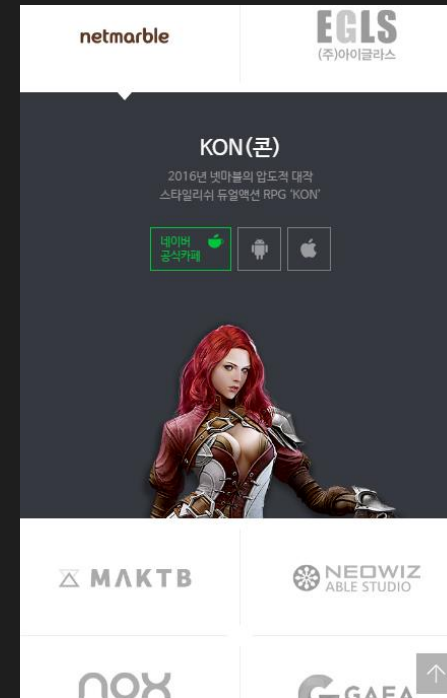 netmarble
EGLS
(주)아이글라스
KON(콘)
2016년 넷마블의 압도적 대작
스타일리쉬 듀얼액션 RPG ‘KON’
네이버
공식카페
MΛKTB
NEOWIZ
ABLE STUDIO
nox
GAEA